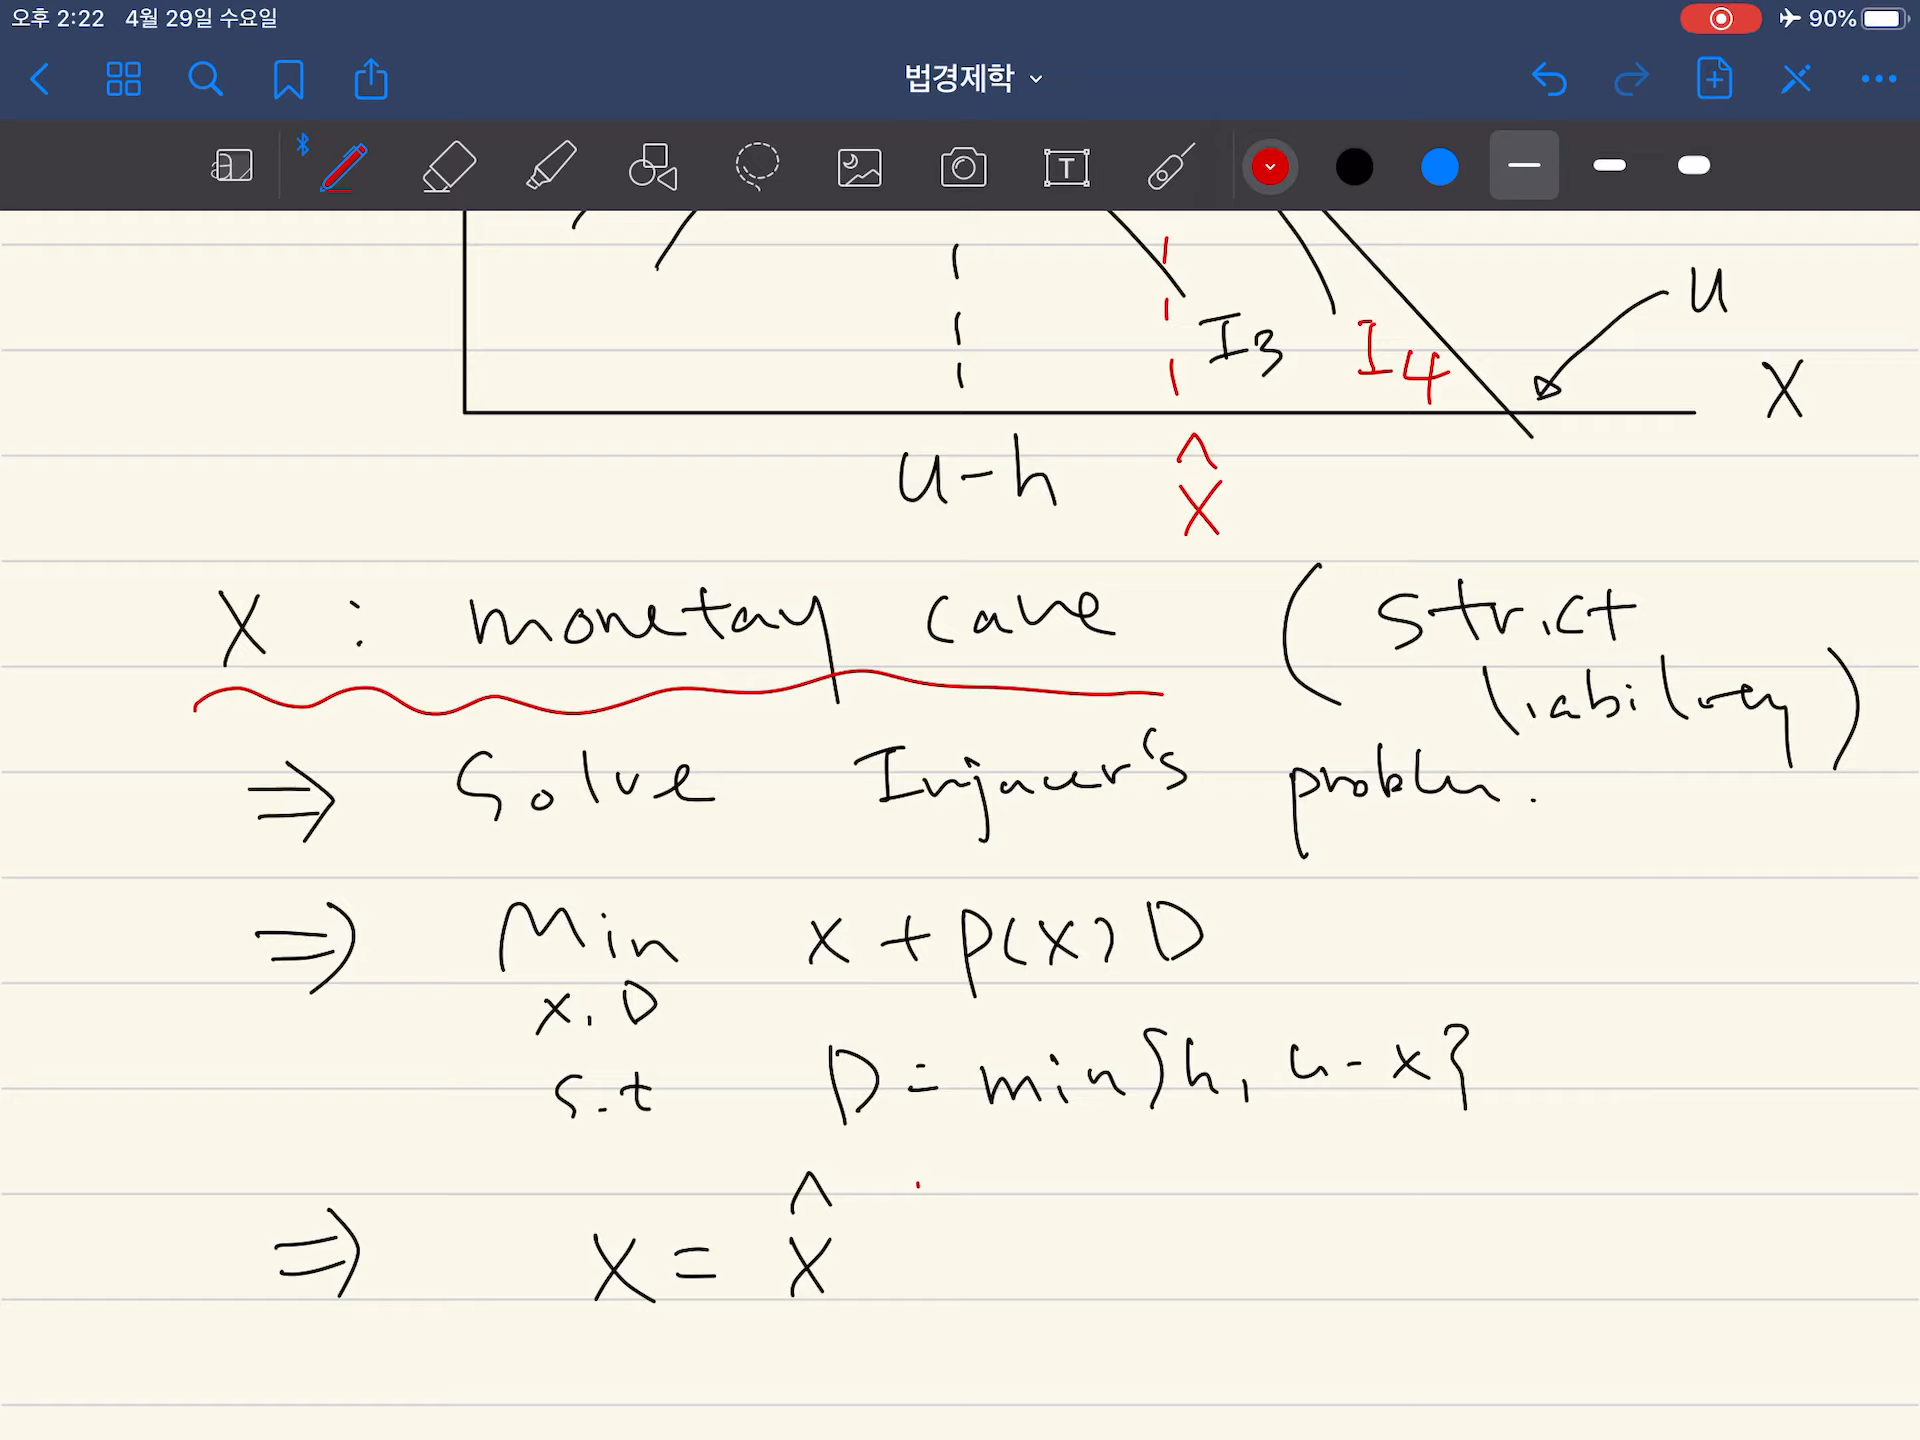 오후 2:22 4월 29일 수요일 90%
법경제학
T
U
I3 I4
X
u-h x̂
X : monetary care (strict
liability)
⇒ Solve Injurer's problem.
⇒ Min x + p(x) D
x, D
s.t D = min{h, u-x}
⇒ X = x̂